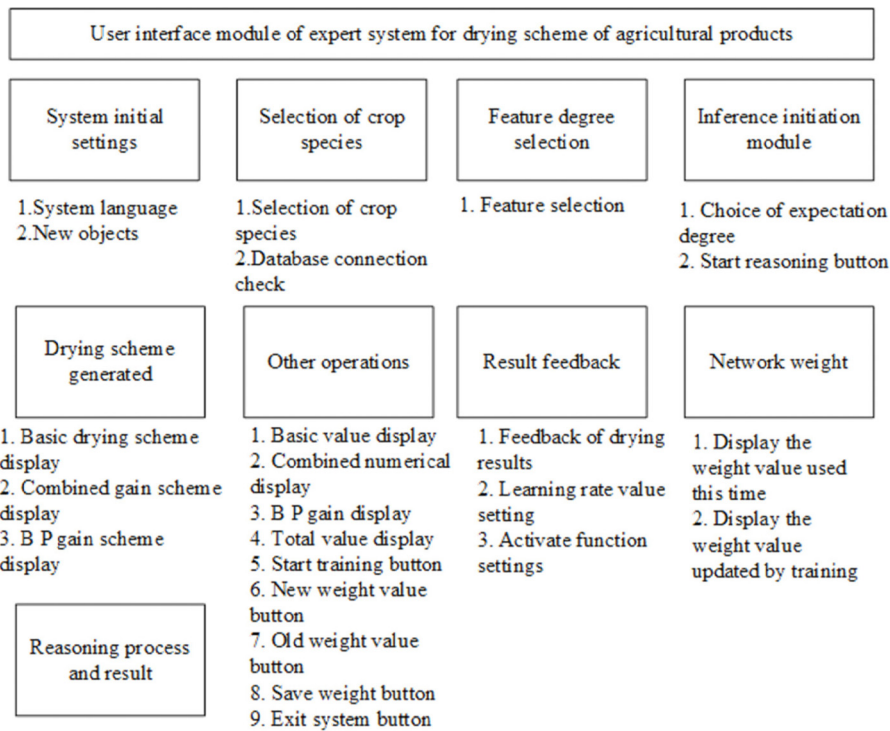 User interface module of expert system for drying scheme of agricultural products
System initial
settings
Selection of crop
species
Feature degree
selection
Inference initiation
module
1.System language
2.New objects
1.Selection of crop
species
2.Database connection
check
1. Feature selection
1. Choice of expectation
degree
2. Start reasoning button
Drying scheme
generated
Other operations
Result feedback
Network weight
1. Basic drying scheme
display
2. Combined gain scheme
display
3. B P gain scheme
display
1. Basic value display
2. Combined numerical
display
3. B P gain display
4. Total value display
5. Start training button
6. New weight value
button
7. Old weight value
button
8. Save weight button
9. Exit system button
1. Feedback of drying
results
2. Learning rate value
setting
3. Activate function
settings
1. Display the
weight value used
this time
2. Display the
weight value
updated by training
Reasoning process
and result